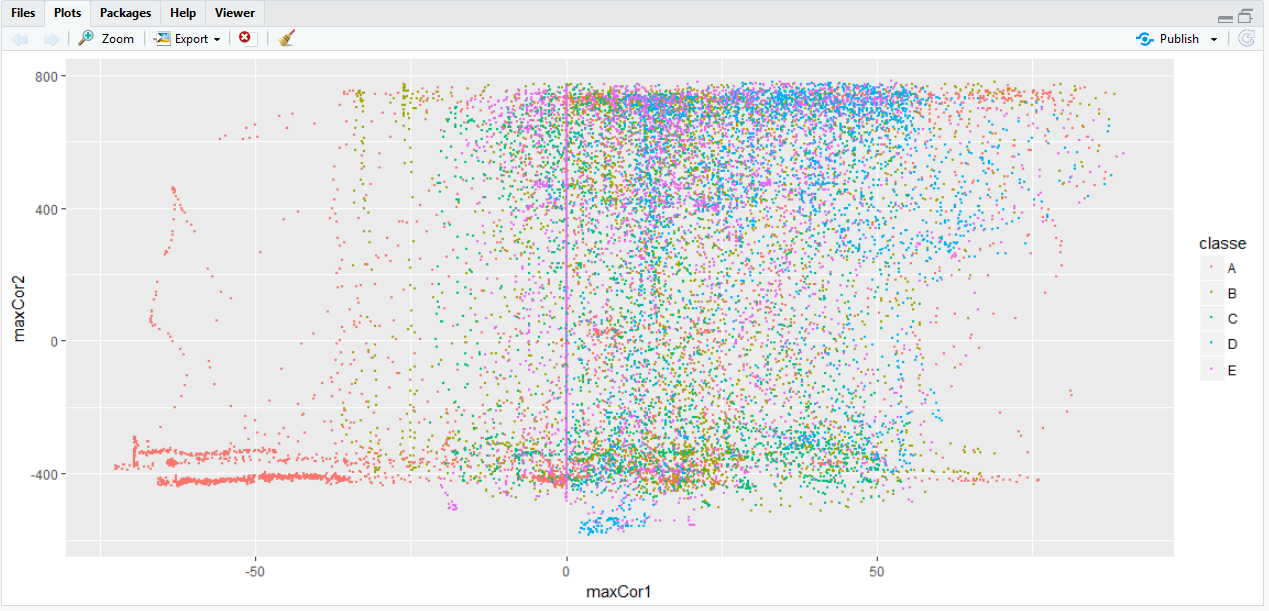 Files Plots Packages Help Viewer
Zoom Export Publish
800
400
0
-400
maxCor2
-50 0 50
maxCor1
classe
A
B
C
D
E